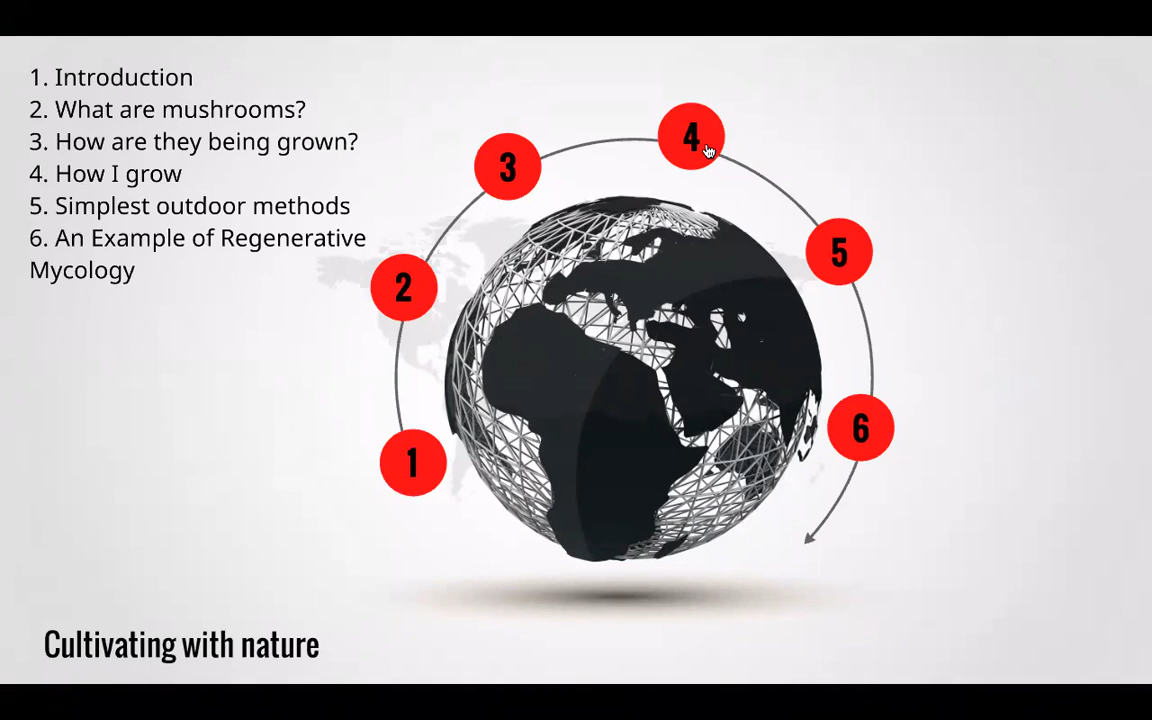 1. Introduction
2. What are mushrooms?
3. How are they being grown?
4. How I grow
5. Simplest outdoor methods
6. An Example of Regenerative
Mycology
4
3
5
2
6
1
Cultivating with nature